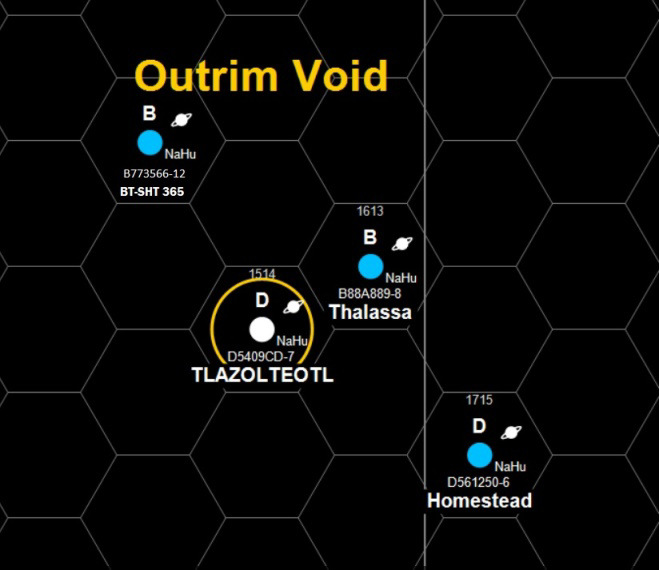 Outrim Void
B
NaHu
B773566-12
BT-SHT 365
1613
B
NaHu
B88A889-8
Thalassa
1514
D
NaHu
D5409CD-7
TLAZOLTEOTL
1715
D
NaHu
D561250-6
Homestead